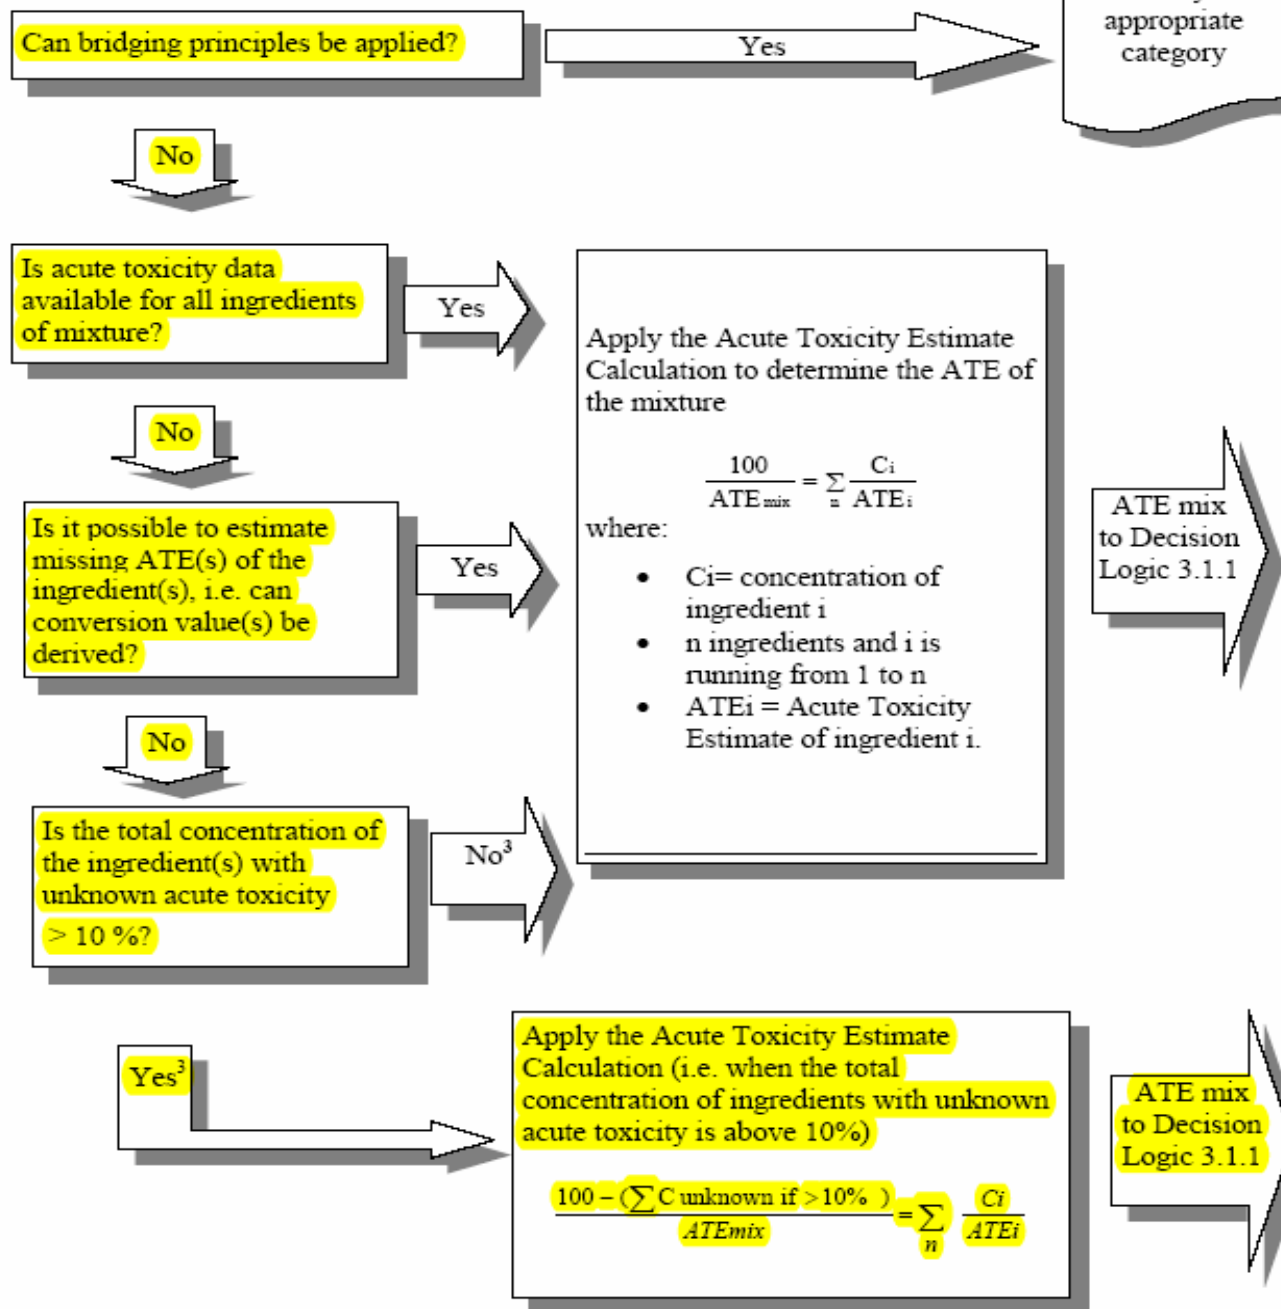 appropriate
category
Can bridging principles be applied?
Yes
No
Is acute toxicity data
available for all ingredients
of mixture?
Yes
Apply the Acute Toxicity Estimate
Calculation to determine the ATE of
the mixture
100 / ATE mix = Σ n Ci / ATE i
where:
• Ci= concentration of
ingredient i
• n ingredients and i is
running from 1 to n
• ATEi = Acute Toxicity
Estimate of ingredient i.
ATE mix
to Decision
Logic 3.1.1
No
Is it possible to estimate
missing ATE(s) of the
ingredient(s), i.e. can
conversion value(s) be
derived?
Yes
No
Is the total concentration of
the ingredient(s) with
unknown acute toxicity
> 10 %?
No³
Yes³
Apply the Acute Toxicity Estimate
Calculation (i.e. when the total
concentration of ingredients with unknown
acute toxicity is above 10%)
100 – (∑ C unknown if >10% ) / ATEmix = ∑ n Ci / ATEi
ATE mix
to Decision
Logic 3.1.1